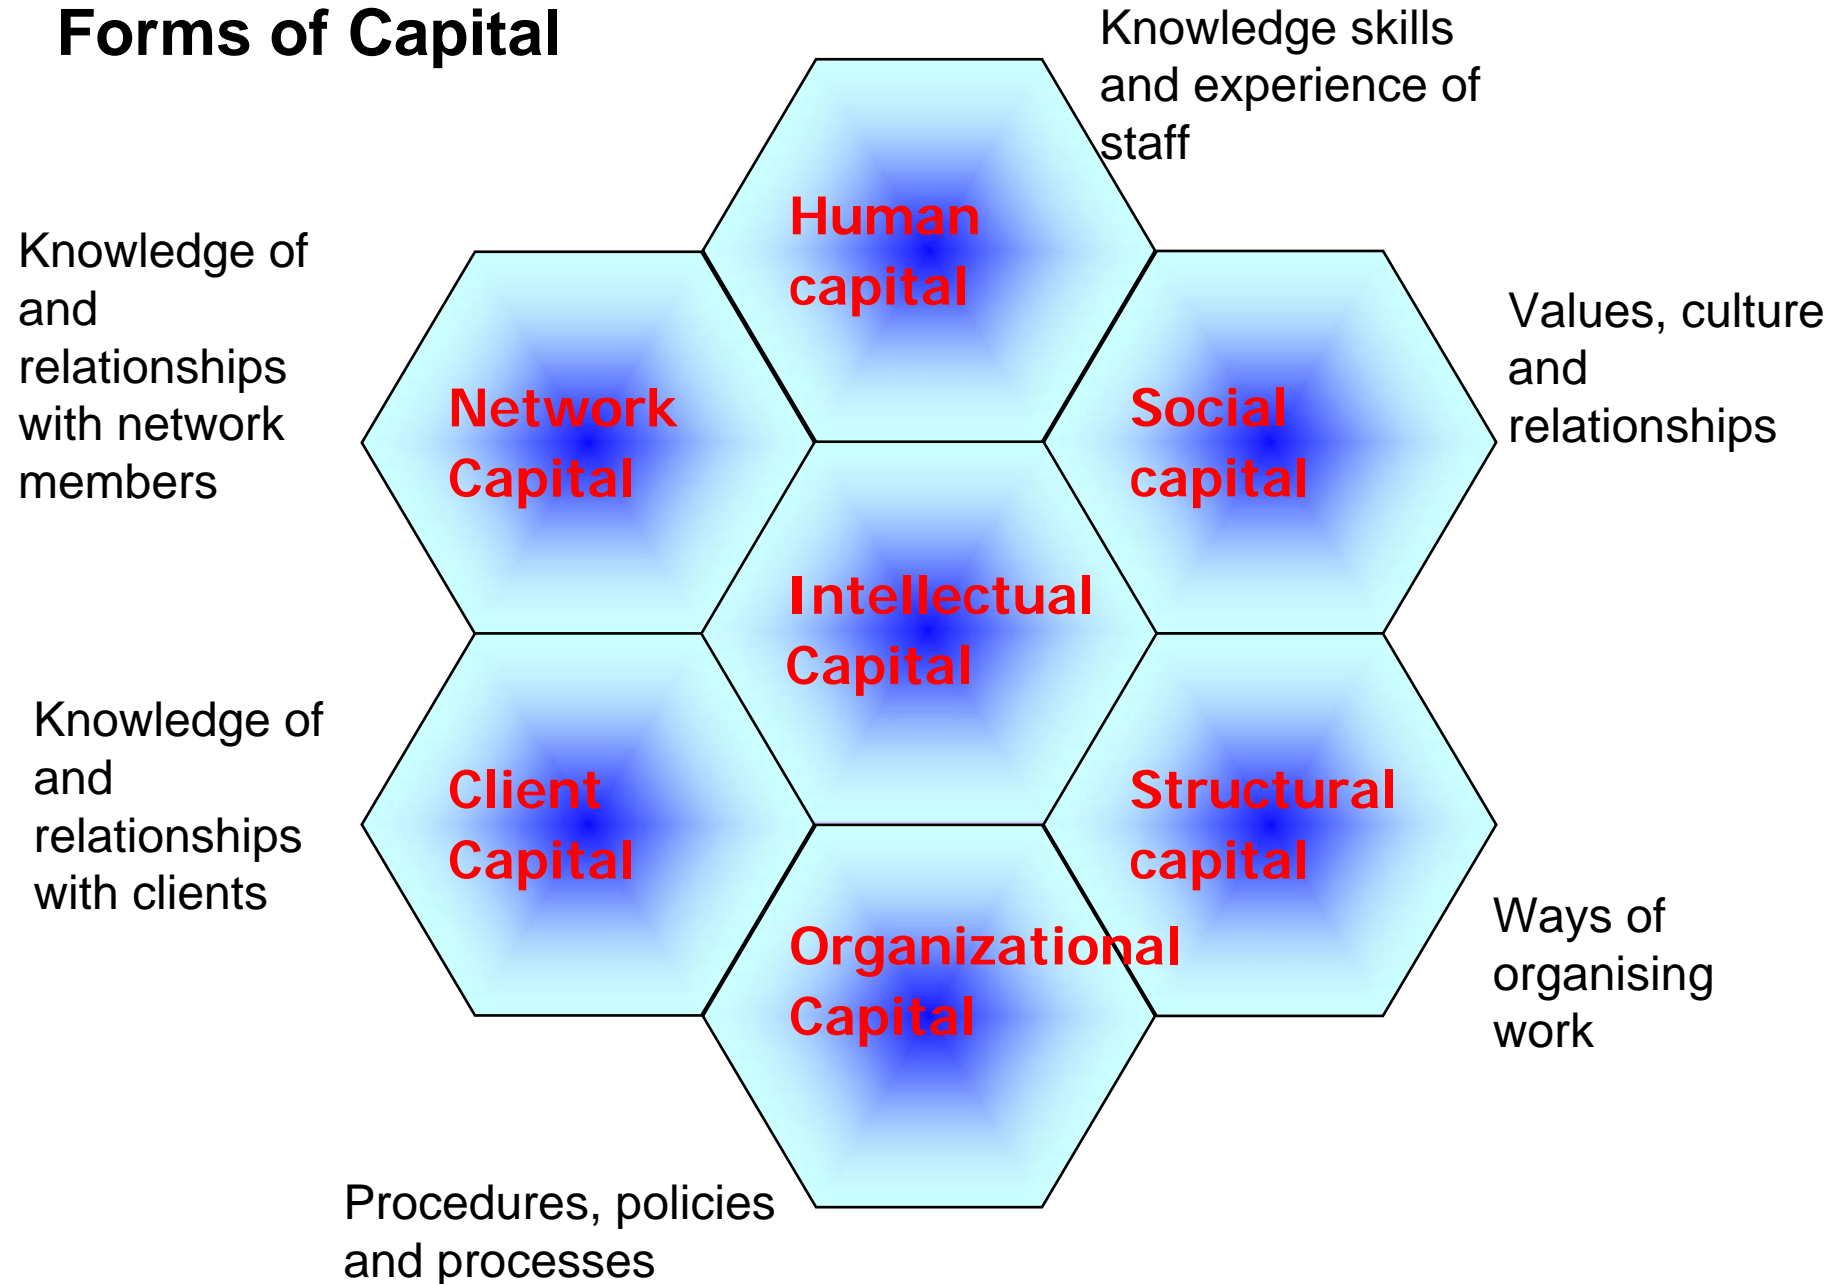 Forms of Capital
Knowledge skills
and experience of
staff
Human
capital
Knowledge of
and
relationships
with network
members
Network
Capital
Social
capital
Values, culture
and
relationships
Intellectual
Capital
Knowledge of
and
relationships
with clients
Client
Capital
Structural
capital
Ways of
organising
work
Organizational
Capital
Procedures, policies
and processes